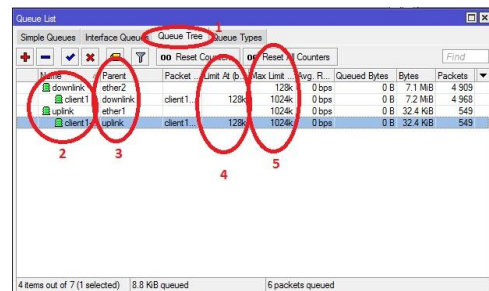 Queue List
Simple Queues Interface Queues Queue Tree Queue Types
1
00 Reset Counters 00 Reset All Counters Find
Name Parent Packet ... Limit At (b... Max Limit ... Avg. R... Queued Bytes Bytes Packets
downlink ether2 128k 0 bps 0 B 7.1 MiB 4 909
client1 downlink client1... 128k 1024k 0 bps 0 B 7.2 MiB 4 968
uplink ether1 1024k 0 bps 0 B 32.4 KiB 549
client1- uplink client1... 128k 1024k 0 bps 0 B 32.4 KiB 549
2 3 4 5
4 items out of 7 (1 selected) 8.8 KiB queued 6 packets queued